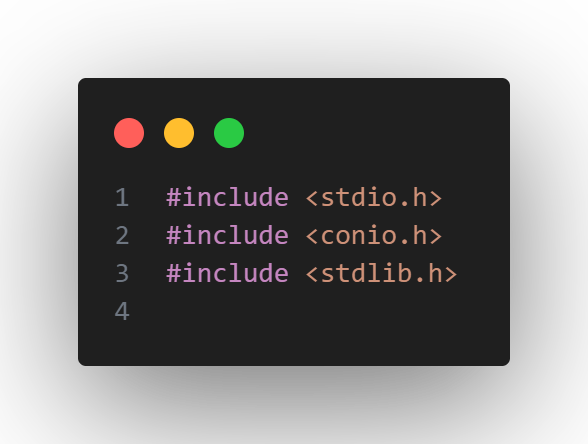 1 #include <stdio.h>
2 #include <conio.h>
3 #include <stdlib.h>
4